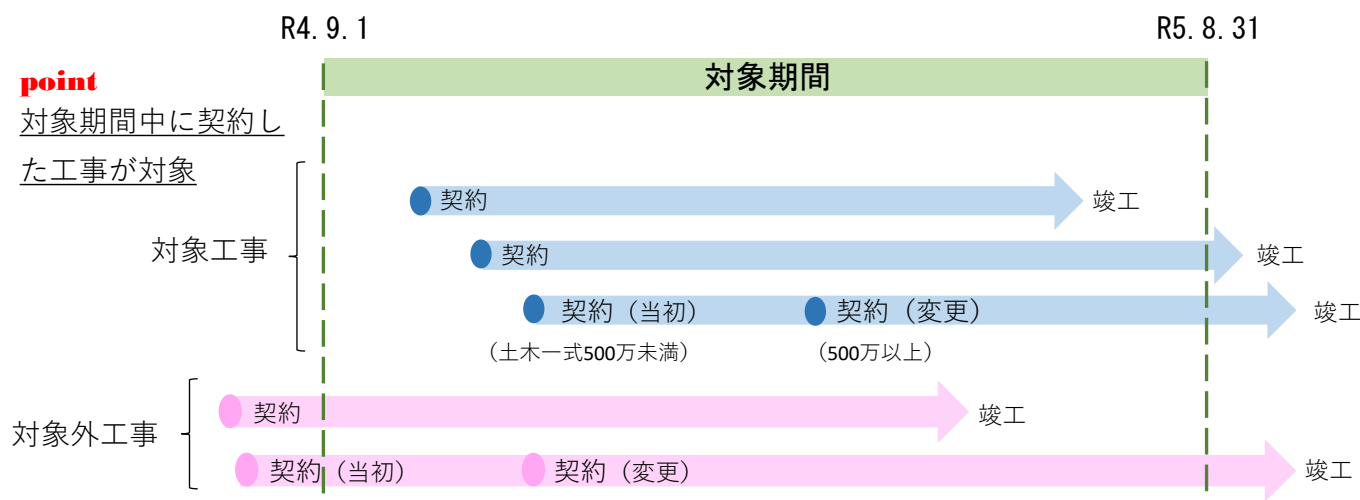 R4.9.1
R5.8.31
対象期間
point
対象期間中に契約し
た工事が対象
対象工事
契約
竣工
契約
竣工
契約（当初）
契約（変更）
竣工
（土木一式500万未満）
（500万以上）
対象外工事
契約
竣工
契約（当初）
契約（変更）
竣工